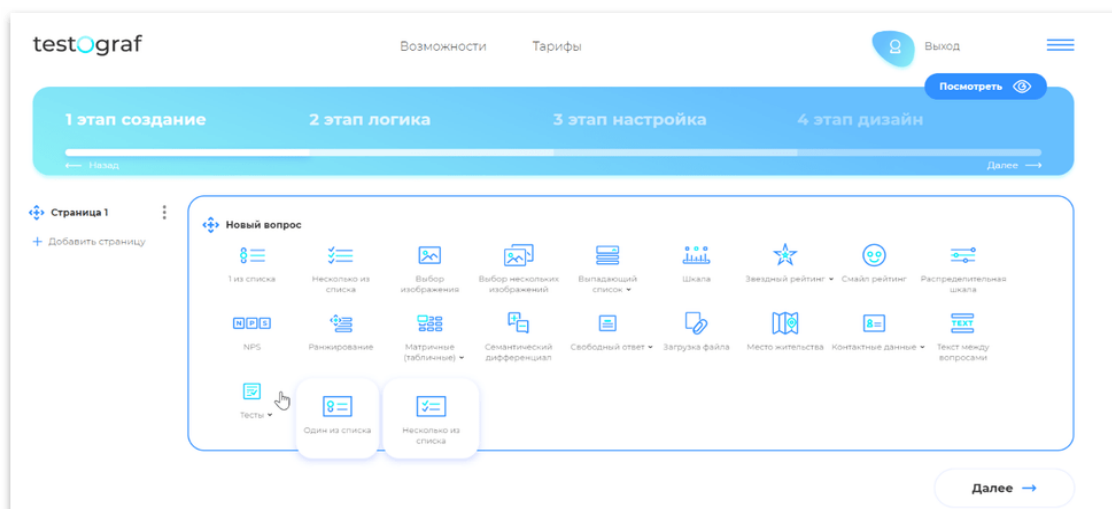 testograf
Возможности Тарифы Выход
Посмотреть
1 этап создание 2 этап логика 3 этап настройка 4 этап дизайн
← Назад Далее →
Страница 1
+ Добавить страницу
Новый вопрос
1 из списка
Несколько из
списка
Выбор
изображения
Выбор нескольких
изображений
Выпадающий
список
Шкала
Звездный рейтинг
Смайл рейтинг
Распределительная
шкала
NPS
NPS
Ранжирование
Матричные
(табличные)
Семантический
дифференциал
Свободный ответ
Загрузка файла
Место жительства
Контактные данные
TEXT
Текст между
вопросами
Тесты
Один из списка
Несколько из
списка
Далее →